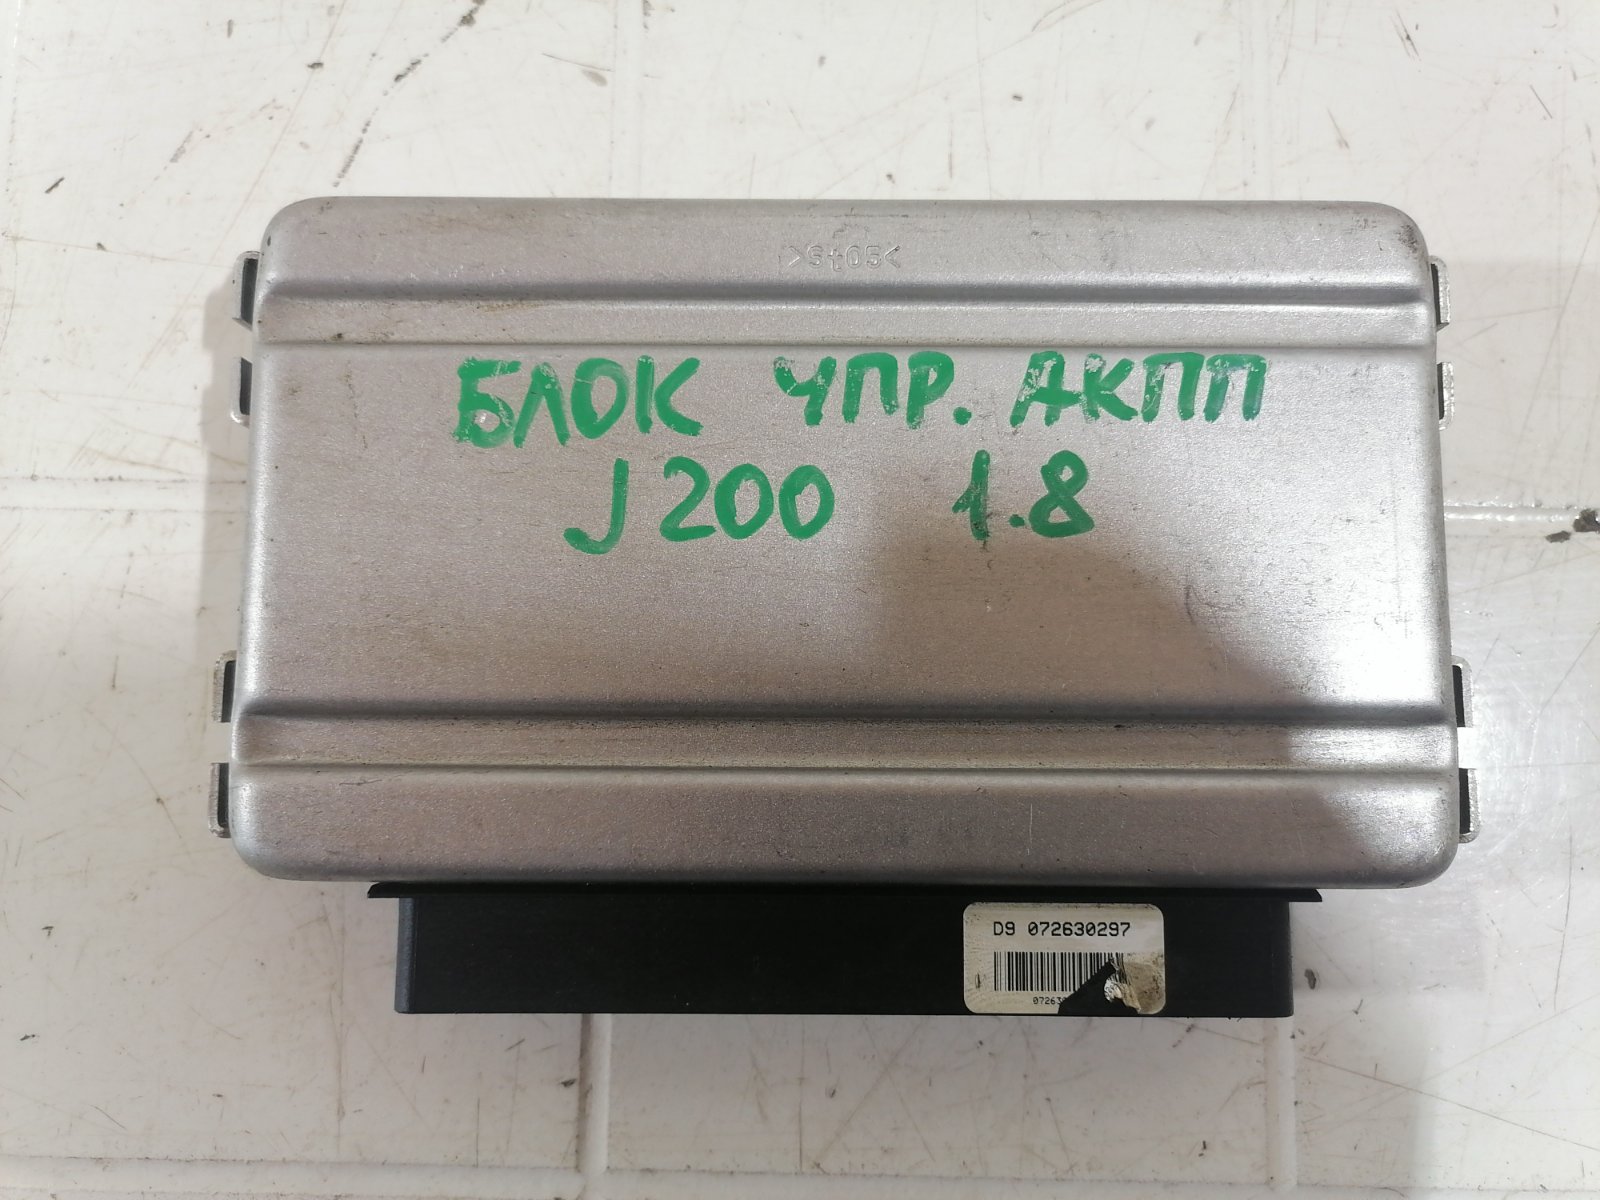 >St05<
БЛОК УПР. АКПП
J200 1.8
D9 072630297